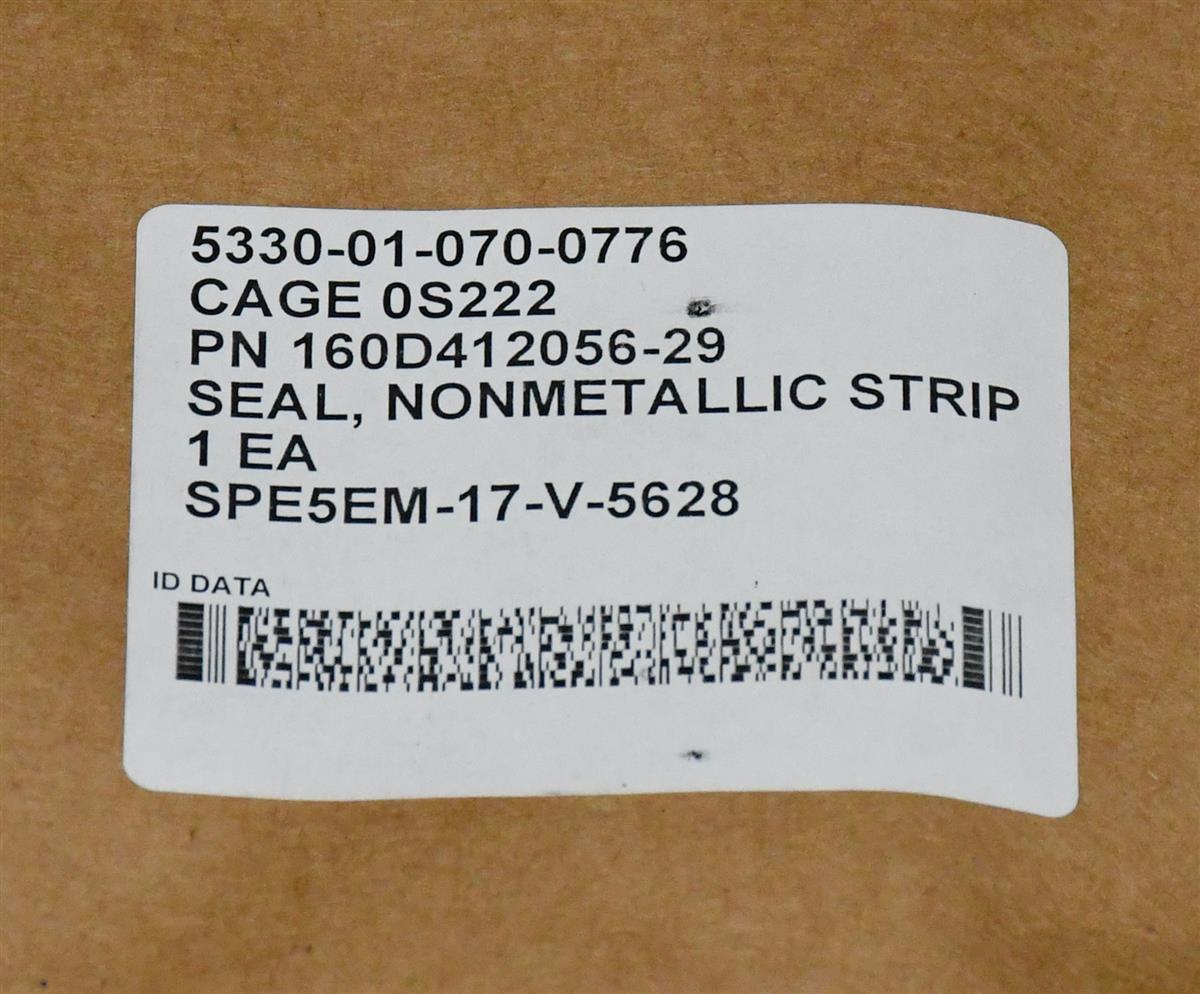 5330-01-070-0776
CAGE 0S222
PN 160D412056-29
SEAL, NONMETALLIC STRIP
1 EA
SPE5EM-17-V-5628
ID DATA